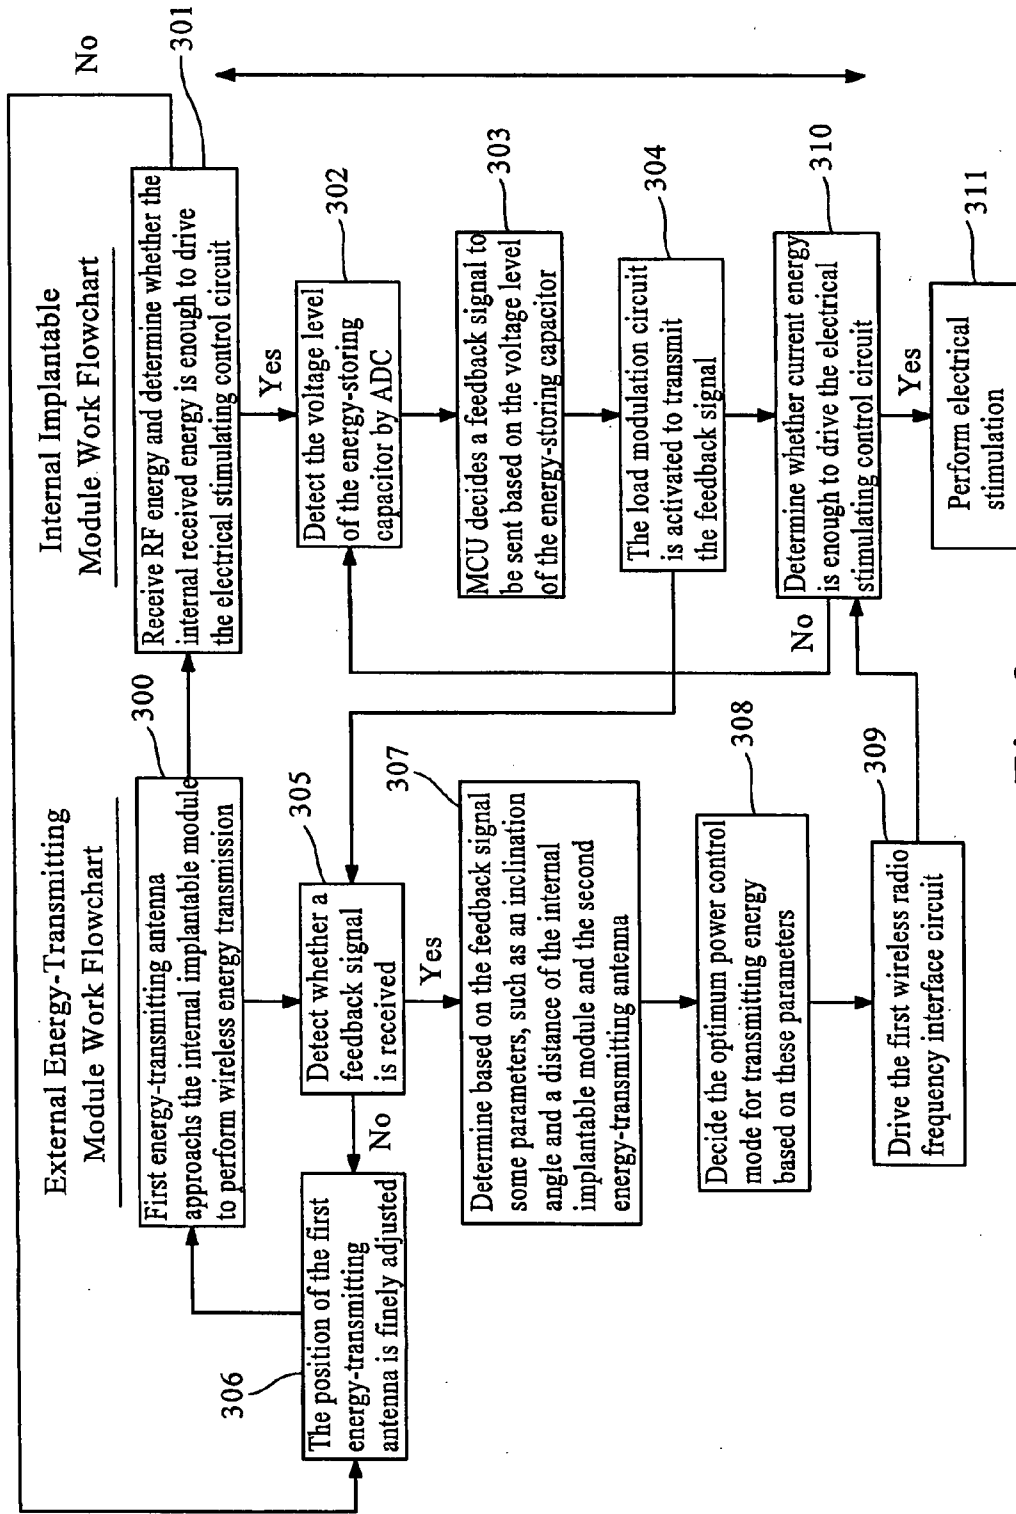 External Energy-Transmitting
Module Work Flowchart
Internal Implantable
Module Work Flowchart
No
300
First energy-transmitting antenna
approachs the internal implantable module
to perform wireless energy transmission
301
Receive RF energy and determine whether the
internal received energy is enough to drive
the electrical stimulating control circuit
Yes
306
The position of the first
energy-transmitting
antenna is finely adjusted
No
305
Detect whether a
feedback signal
is received
Yes
302
Detect the voltage level
of the energy-storing
capacitor by ADC
307
Determine based on the feedback signal
some parameters, such as an inclination
angle and a distance of the internal
implantable module and the second
energy-transmitting antenna
303
MCU decides a feedback signal to
be sent based on the voltage level
of the energy-storing capacitor
304
The load modulation circuit
is activated to transmit
the feedback signal
308
Decide the optimum power control
mode for transmitting energy
based on these parameters
No
310
Determine whether current energy
is enough to drive the electrical
stimulating control circuit
Yes
309
Drive the first wireless radio
frequency interface circuit
311
Perform electrical
stimulation